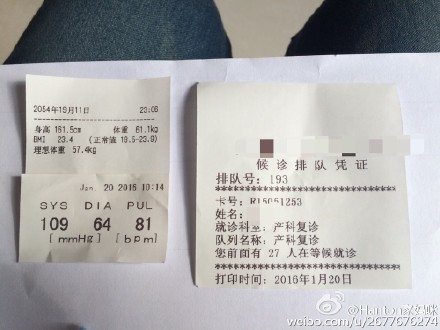 2054年19月11日 23:08
身高 161.5cm 体重 61.1kg
BMI 23.4 (正常值 18.5-23.9)
理想体重 57.4kg
Jan. 20 2016 10:14
SYS DIA PUL
109 64 81
[mmHg] [bpm]
候诊排队凭证
排队号: 193
卡号: R15051253
姓名:
就诊科室: 产科复诊
队列名称: 产科复诊
您前面有 27 人在等候就诊
打印时间: 2016年1月20日
weibo.com/u/2677676274